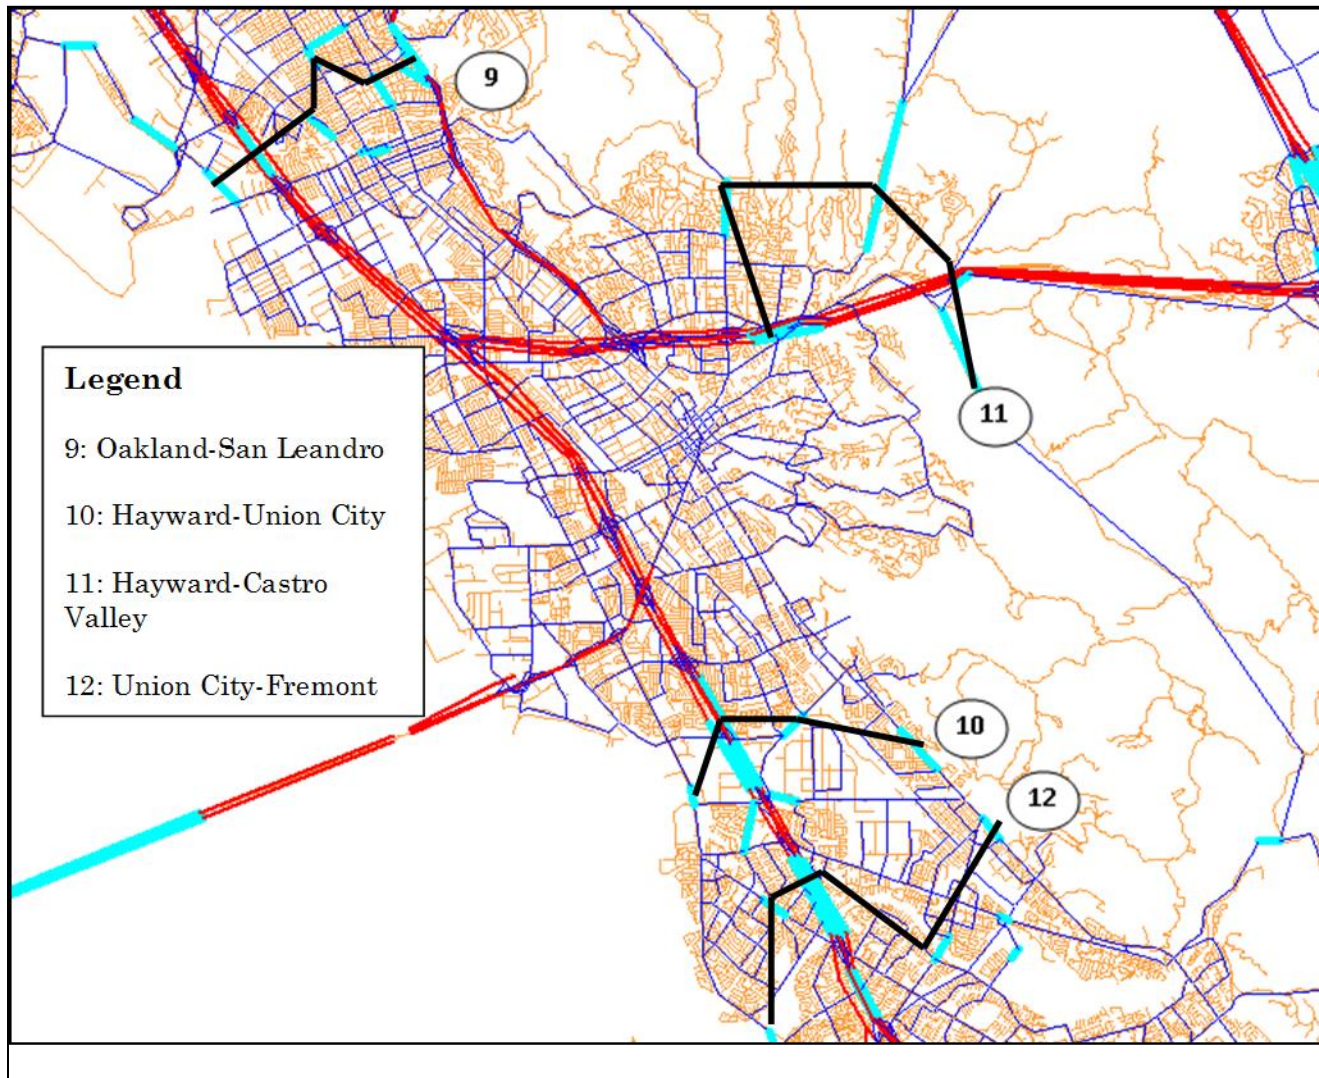 9
11
Legend
9: Oakland-San Leandro
10: Hayward-Union City
11: Hayward-Castro
Valley
12: Union City-Fremont
10
12